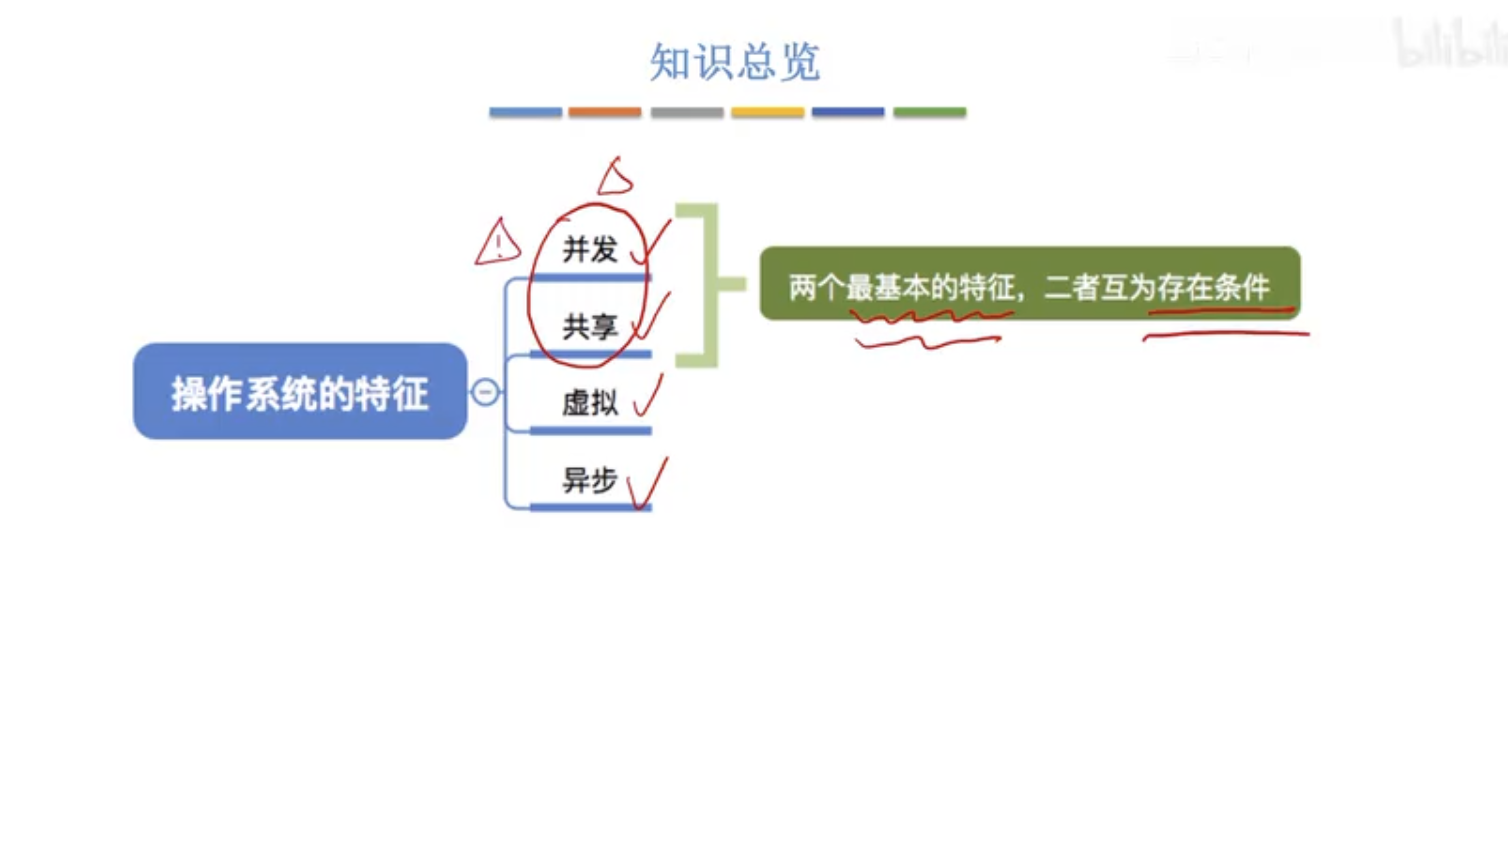 知识总览
并发
共享
虚拟
异步
操作系统的特征
两个最基本的特征，二者互为存在条件
bilibili